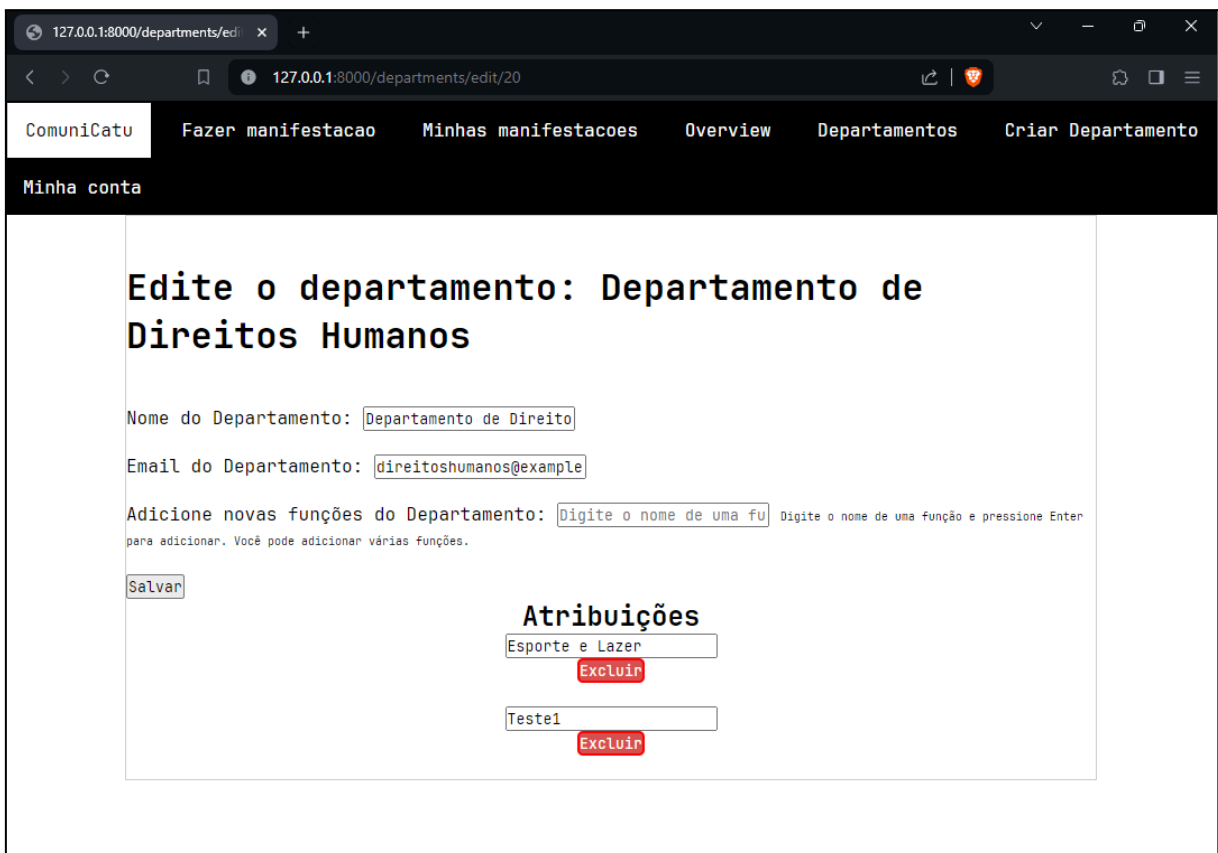 127.0.0.1:8000/departments/edi
127.0.0.1:8000/departments/edit/20
ComuniCatu Fazer manifestacao Minhas manifestacoes Overview Departamentos Criar Departamento
Minha conta
Edite o departamento: Departamento de
Direitos Humanos
Nome do Departamento: Departamento de Direito
Email do Departamento: direitoshumanos@example
Adicione novas funções do Departamento: Digite o nome de uma fu Digite o nome de uma função e pressione Enter
para adicionar. Você pode adicionar várias funções.
Salvar
Atribuições
Esporte e Lazer
Excluir
Teste1
Excluir